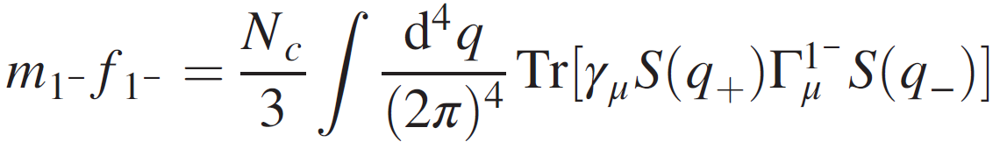 $m_{1^-} f_{1^-} = \frac{N_c}{3} \int \frac{\mathrm{d}^4 q}{(2\pi)^4} \mathrm{Tr}[\gamma_\mu S(q_+) \Gamma_\mu^{1^-} S(q_-)]$